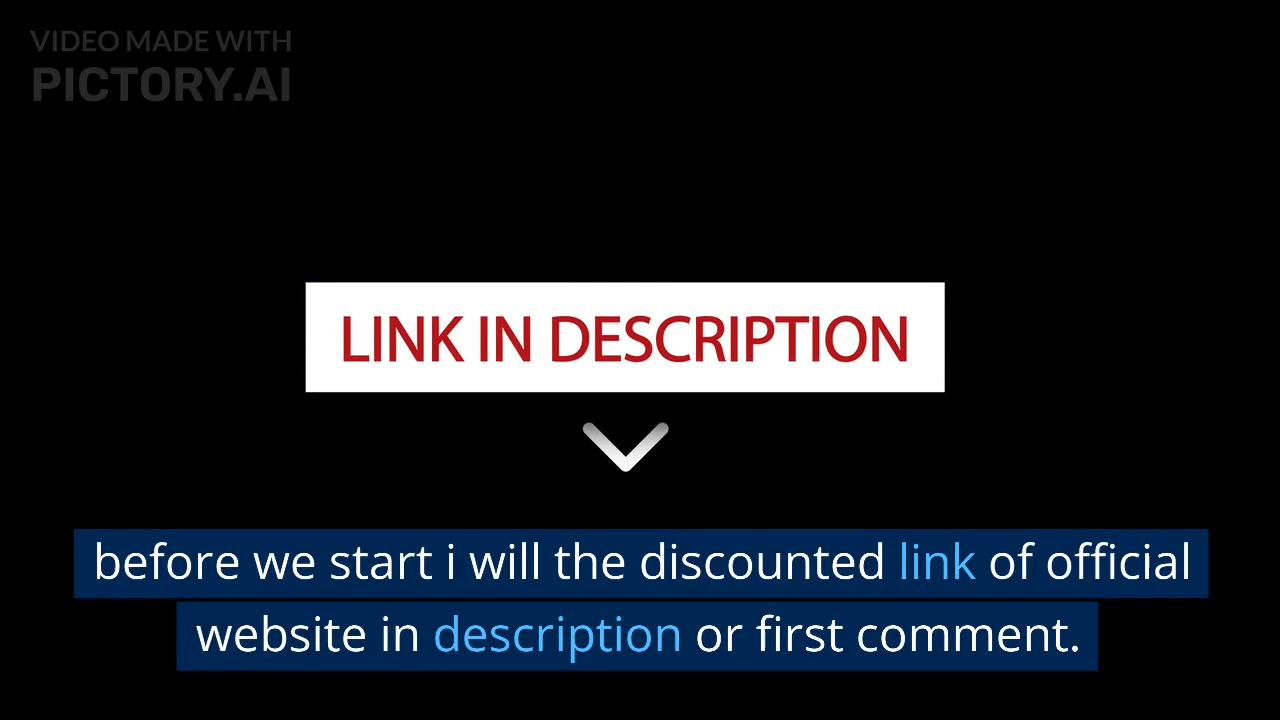 VIDEO MADE WITH
PICTORY.AI
LINK IN DESCRIPTION
before we start i will the discounted link of official
website in description or first comment.